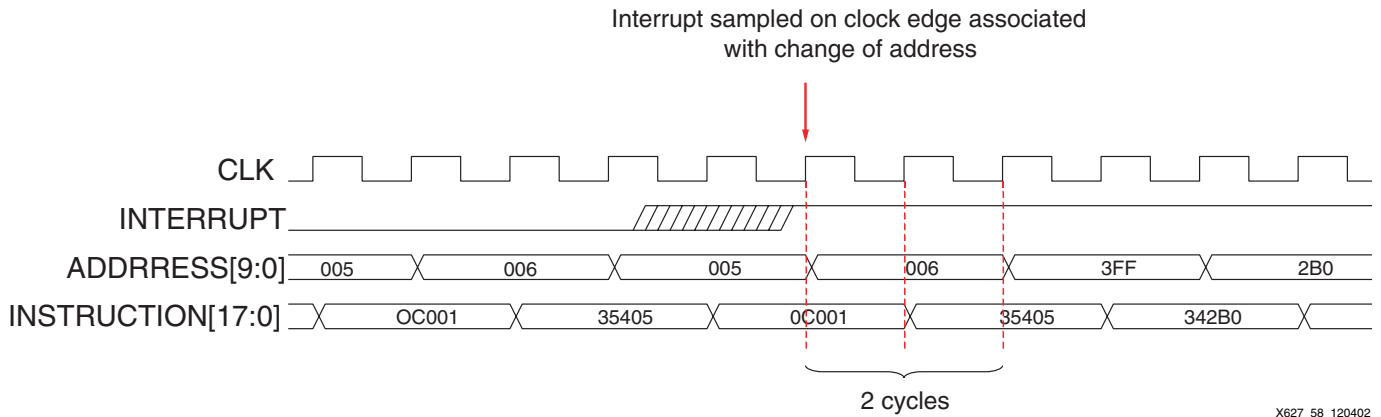 Interrupt sampled on clock edge associated
with change of address
CLK
INTERRUPT
ADDRRESS[9:0] 005 006 005 006 3FF 2B0
INSTRUCTION[17:0] OC001 35405 0C001 35405 342B0
2 cycles
X627_58_120402